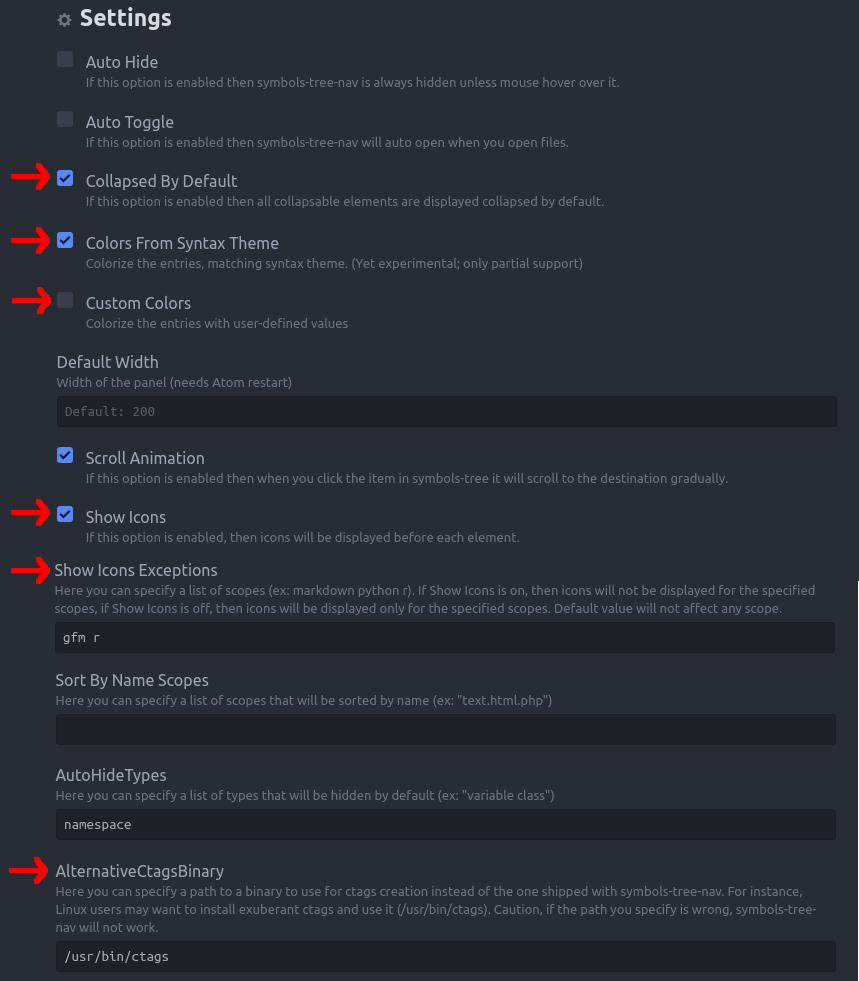 Settings
Auto Hide
If this option is enabled then symbols-tree-nav is always hidden unless mouse hover over it.
Auto Toggle
If this option is enabled then symbols-tree-nav will auto open when you open files.
Collapsed By Default
If this option is enabled then all collapsable elements are displayed collapsed by default.
Colors From Syntax Theme
Colorize the entries, matching syntax theme. (Yet experimental; only partial support)
Custom Colors
Colorize the entries with user-defined values
Default Width
Width of the panel (needs Atom restart)
Default: 200
Scroll Animation
If this option is enabled then when you click the item in symbols-tree it will scroll to the destination gradually.
Show Icons
If this option is enabled, then icons will be displayed before each element.
Show Icons Exceptions
Here you can specify a list of scopes (ex: markdown python r). If Show Icons is on, then icons will not be displayed for the specified
scopes, if Show Icons is off, then icons will be displayed only for the specified scopes. Default value will not affect any scope.
gfm r
Sort By Name Scopes
Here you can specify a list of scopes that will be sorted by name (ex: "text.html.php")
AutoHideTypes
Here you can specify a list of types that will be hidden by default (ex: "variable class")
namespace
AlternativeCtagsBinary
Here you can specify a path to a binary to use for ctags creation instead of the one shipped with symbols-tree-nav. For instance,
Linux users may want to install exuberant ctags and use it (/usr/bin/ctags). Caution, if the path you specify is wrong, symbols-tree-
nav will not work.
/usr/bin/ctags